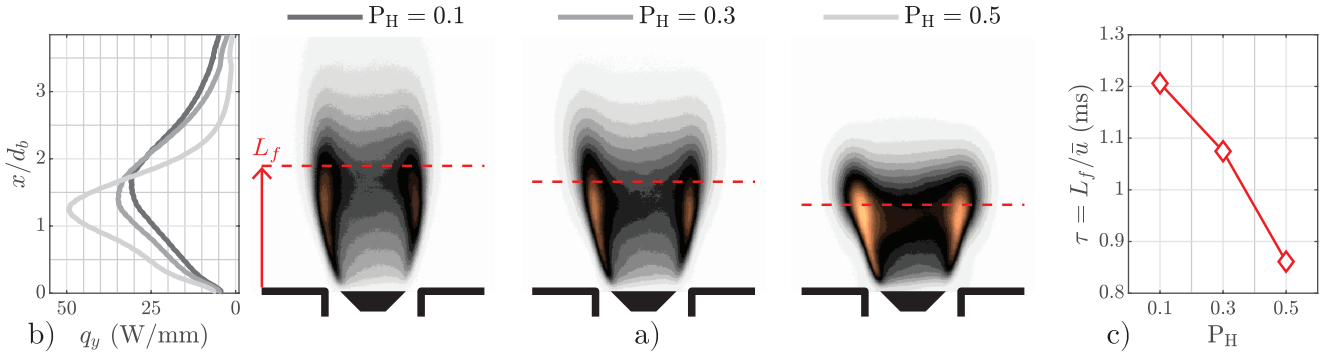 P_H = 0.1
P_H = 0.3
P_H = 0.5
x/d_b
3
2
1
0
50
25
0
b)
q_y (W/mm)
L_f
a)
τ = L_f/ū (ms)
1.3
1.2
1.1
1
0.9
0.8
0.1
0.3
0.5
c)
P_H